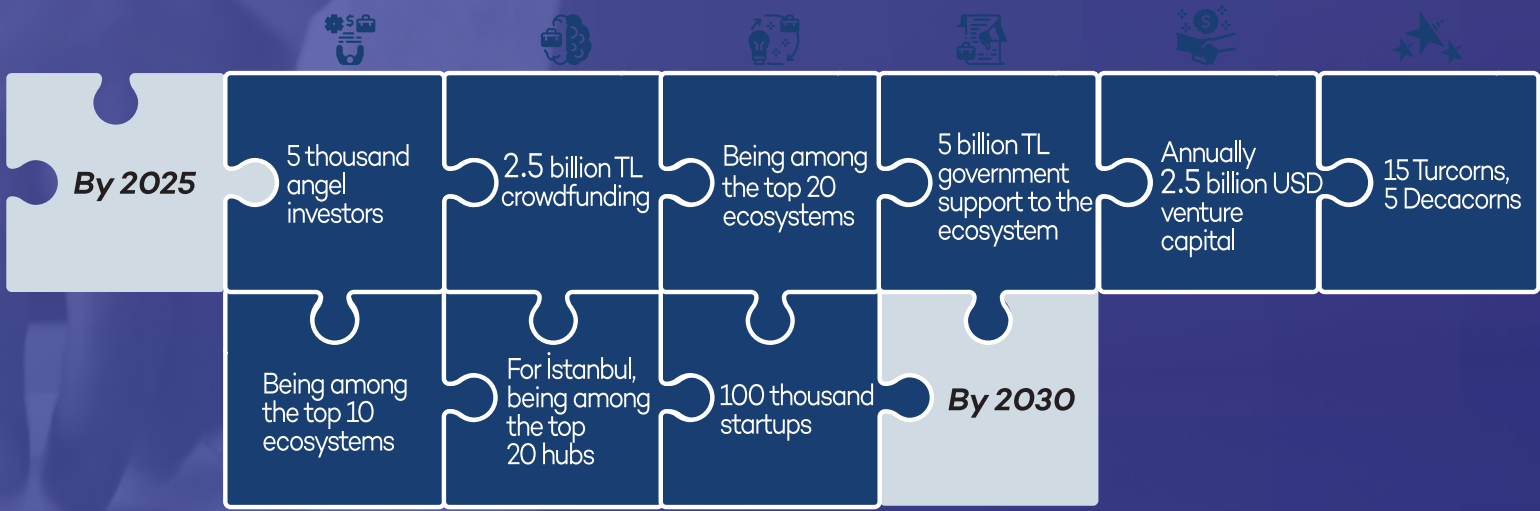 By 2025
5 thousand
angel
investors
2.5 billion TL
crowdfunding
Being among
the top 20
ecosystems
5 billion TL
government
support to the
ecosystem
Annually
2.5 billion USD
venture
capital
15 Turcorns,
5 Decacorns
Being among
the top 10
ecosystems
For İstanbul,
being among
the top
20 hubs
100 thousand
startups
By 2030